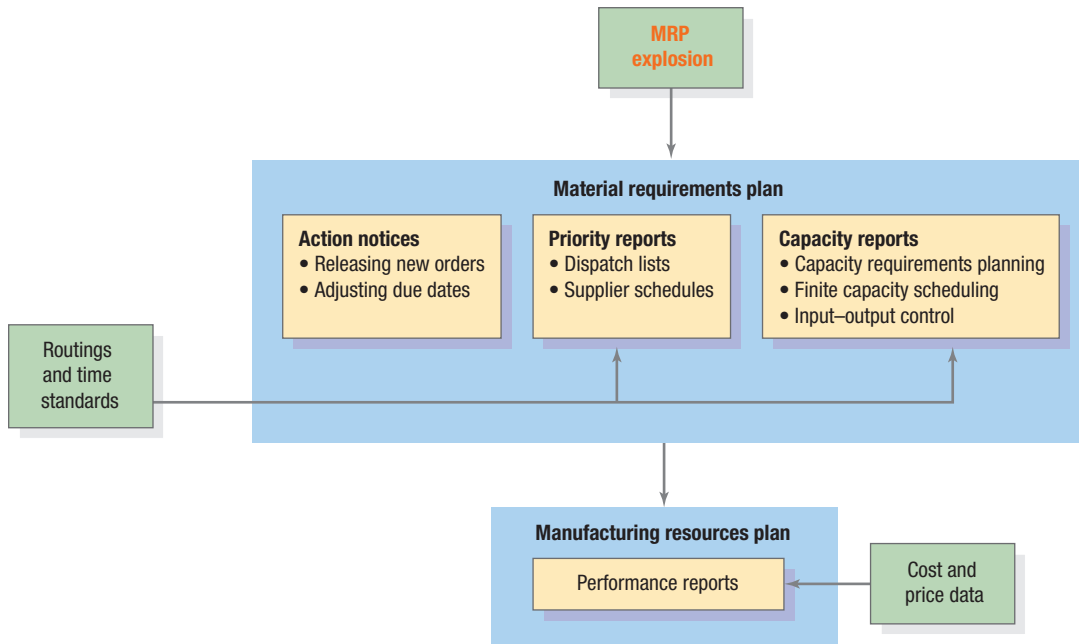 MRP
explosion
Material requirements plan
Action notices
• Releasing new orders
• Adjusting due dates
Priority reports
• Dispatch lists
• Supplier schedules
Capacity reports
• Capacity requirements planning
• Finite capacity scheduling
• Input–output control
Routings
and time
standards
Manufacturing resources plan
Performance reports
Cost and
price data